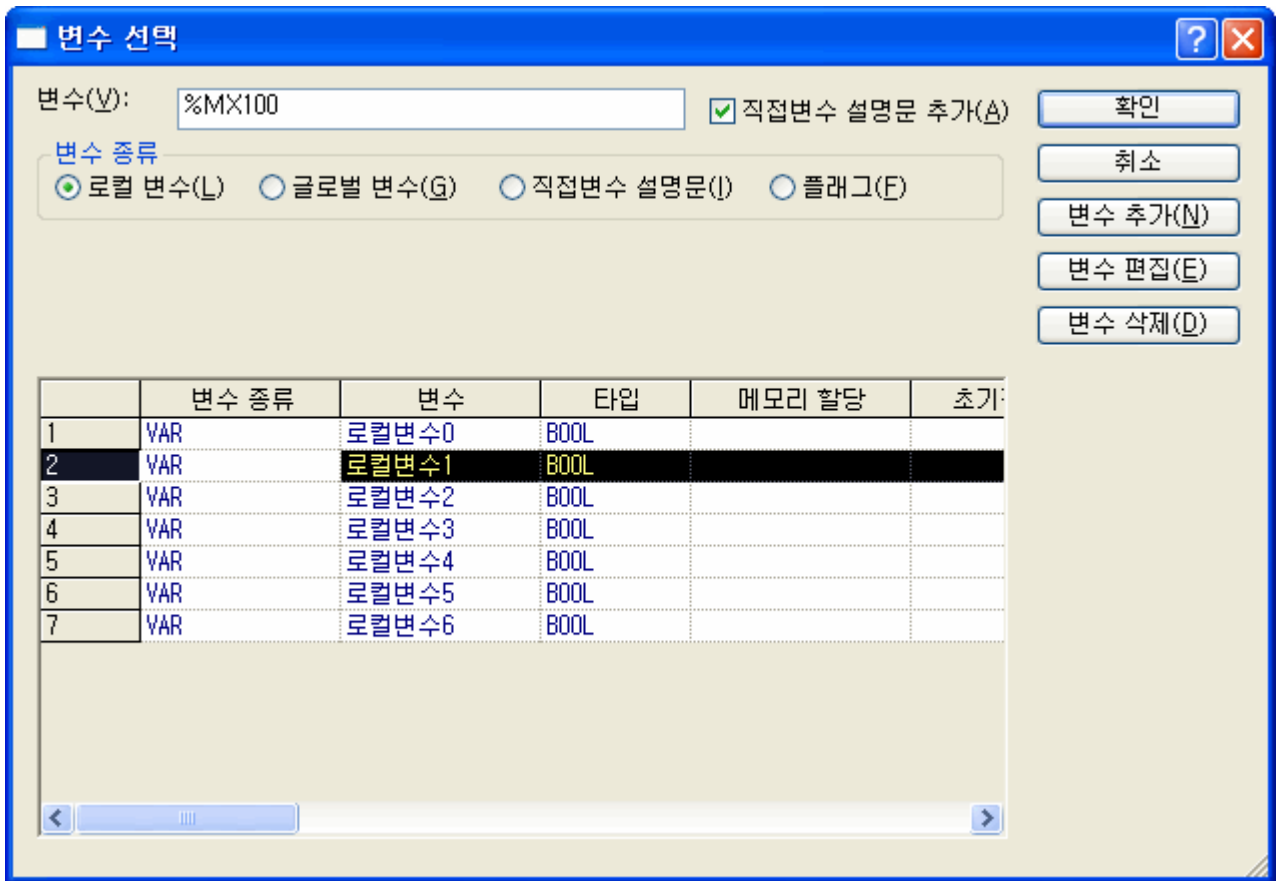 변수 선택
변수(V): %MX100 직접변수 설명문 추가(A) 확인
변수 종류 취소
로컬 변수(L) 글로벌 변수(G) 직접변수 설명문(I) 플래그(F)
변수 추가(N)
변수 편집(E)
변수 삭제(D)
변수 종류 변수 타입 메모리 할당 초기
1 VAR 로컬변수0 BOOL
2 VAR 로컬변수1 BOOL
3 VAR 로컬변수2 BOOL
4 VAR 로컬변수3 BOOL
5 VAR 로컬변수4 BOOL
6 VAR 로컬변수5 BOOL
7 VAR 로컬변수6 BOOL